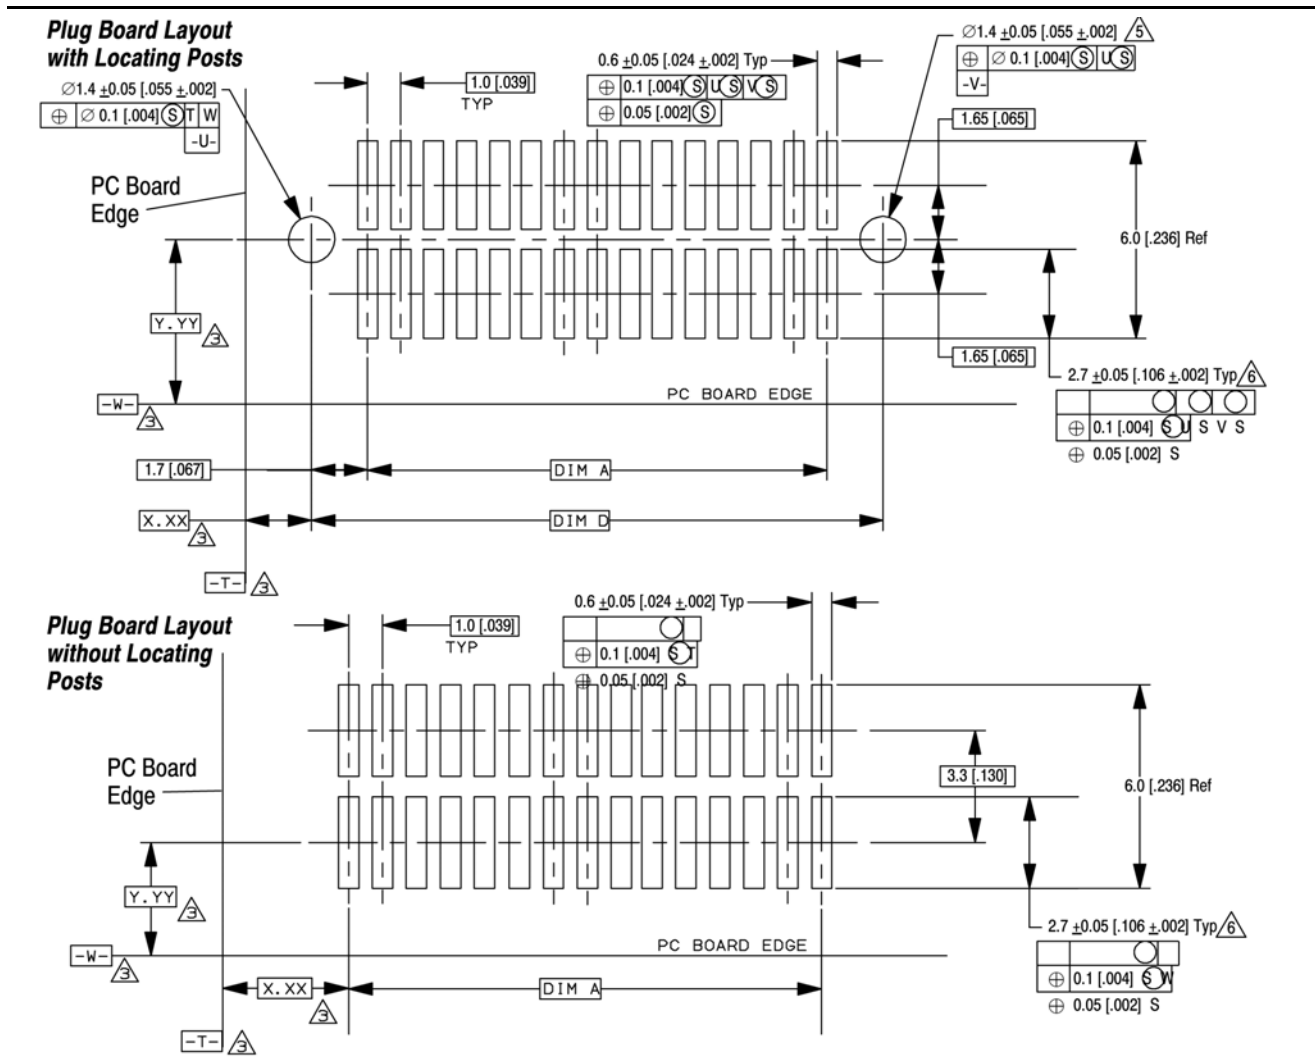 Plug Board Layout
with Locating Posts
∅1.4 ±0.05 [.055 ±.002]
⌖ ∅ 0.1 [.004] Ⓢ T W
-U-
PC Board
Edge
1.0 [.039]
TYP
0.6 ±0.05 [.024 ±.002] Typ
⌖ 0.1 [.004] Ⓢ U Ⓢ V Ⓢ
⌖ 0.05 [.002] Ⓢ
∅1.4 ±0.05 [.055 ±.002] 5
⌖ ∅ 0.1 [.004] Ⓢ U Ⓢ
-V-
1.65 [.065]
6.0 [.236] Ref
Y.YY 3
1.65 [.065]
2.7 ±0.05 [.106 ±.002] Typ 6
⌖ 0.1 [.004] S U S V S
⌖ 0.05 [.002] S
PC BOARD EDGE
-W- 3
1.7 [.067]
DIM A
X.XX 3
DIM D
-T- 3
Plug Board Layout
without Locating
Posts
1.0 [.039]
TYP
0.6 ±0.05 [.024 ±.002] Typ
⌖ 0.1 [.004] S T
⌖ 0.05 [.002] S
PC Board
Edge
3.3 [.130]
6.0 [.236] Ref
Y.YY 3
2.7 ±0.05 [.106 ±.002] Typ 6
⌖ 0.1 [.004] S W
⌖ 0.05 [.002] S
PC BOARD EDGE
-W- 3
X.XX 3
DIM A
-T- 3